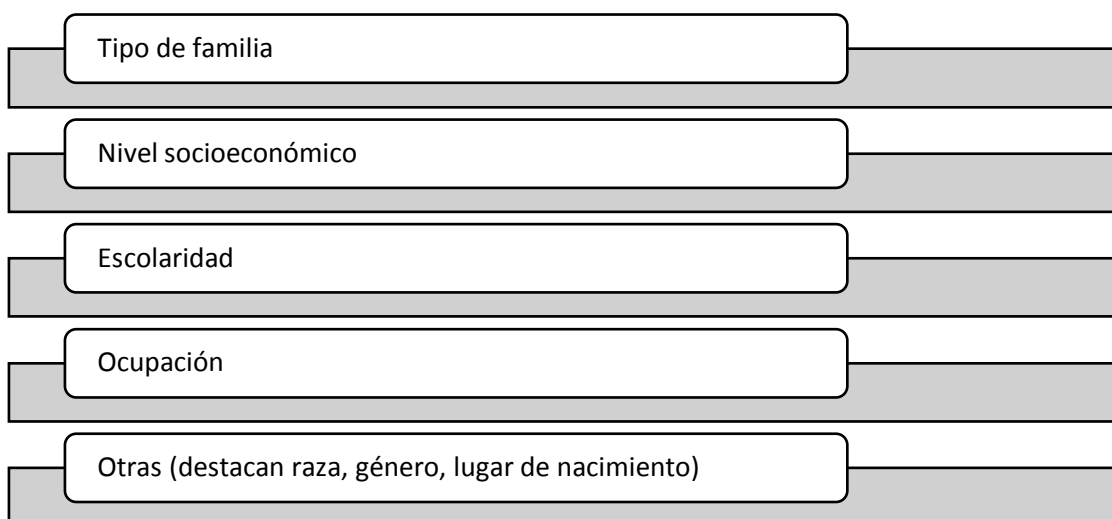 Tipo de familia
Nivel socioeconómico
Escolaridad
Ocupación
Otras (destacan raza, género, lugar de nacimiento)